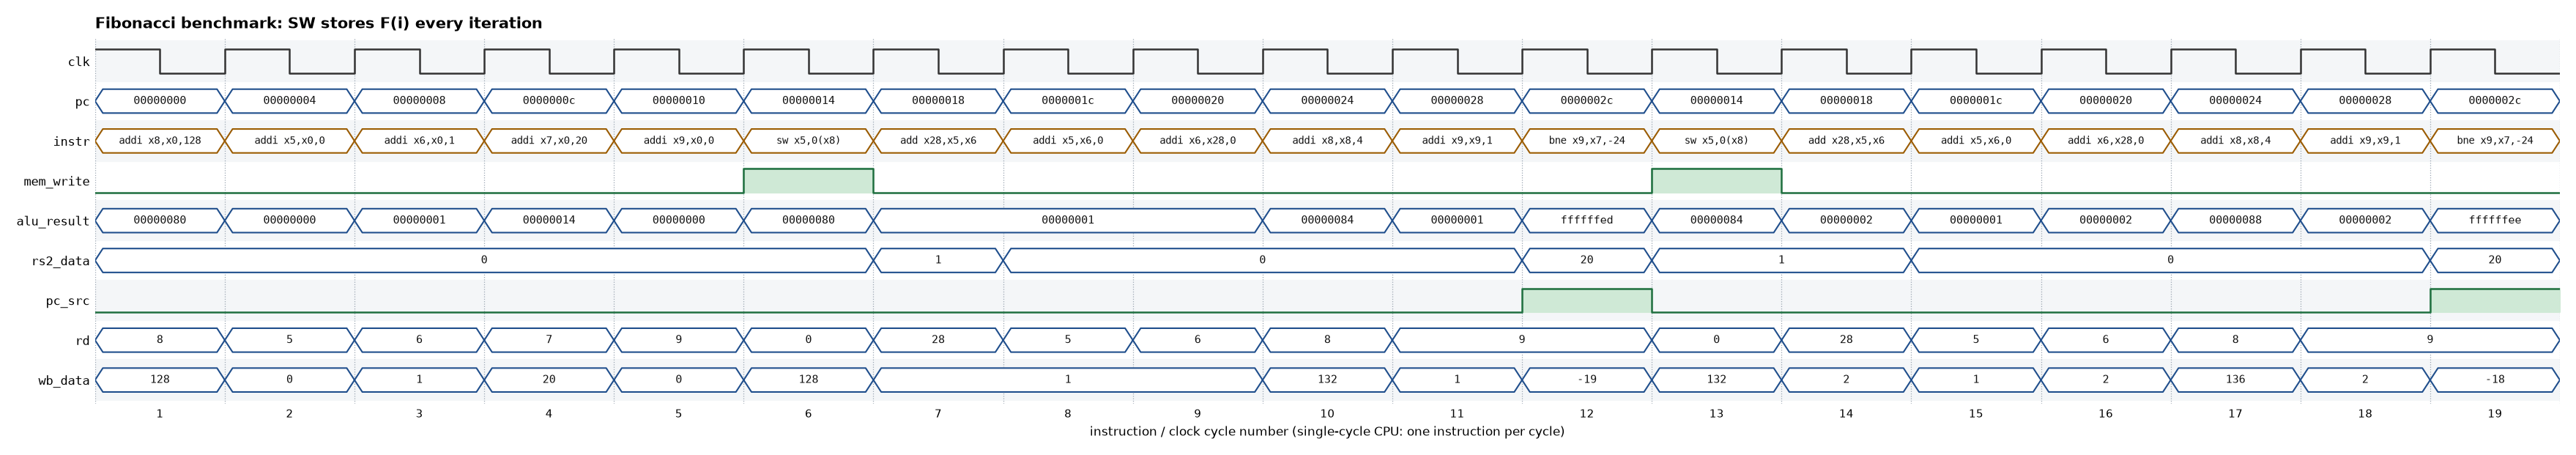 Fibonacci benchmark: SW stores F(i) every iteration
clk
pc 00000000 00000004 00000008 0000000c 00000010 00000014 00000018 0000001c 00000020 00000024 00000028 0000002c 00000014 00000018 0000001c 00000020 00000024 00000028 0000002c
instr addi x8,x0,128 addi x5,x0,0 addi x6,x0,1 addi x7,x0,20 addi x9,x0,0 sw x5,0(x8) add x28,x5,x6 addi x5,x6,0 addi x6,x28,0 addi x8,x8,4 addi x9,x9,1 bne x9,x7,-24 sw x5,0(x8) add x28,x5,x6 addi x5,x6,0 addi x6,x28,0 addi x8,x8,4 addi x9,x9,1 bne x9,x7,-24
mem_write
alu_result 00000080 00000000 00000001 00000014 00000000 00000080 00000001 00000084 00000001 ffffffed 00000084 00000002 00000001 00000002 00000088 00000002 ffffffee
rs2_data 0 1 0 20 1 0 20
pc_src
rd 8 5 6 7 9 0 28 5 6 8 9 0 28 5 6 8 9
wb_data 128 0 1 20 0 128 1 132 1 -19 132 2 1 2 136 2 -18
1 2 3 4 5 6 7 8 9 10 11 12 13 14 15 16 17 18 19
instruction / clock cycle number (single-cycle CPU: one instruction per cycle)